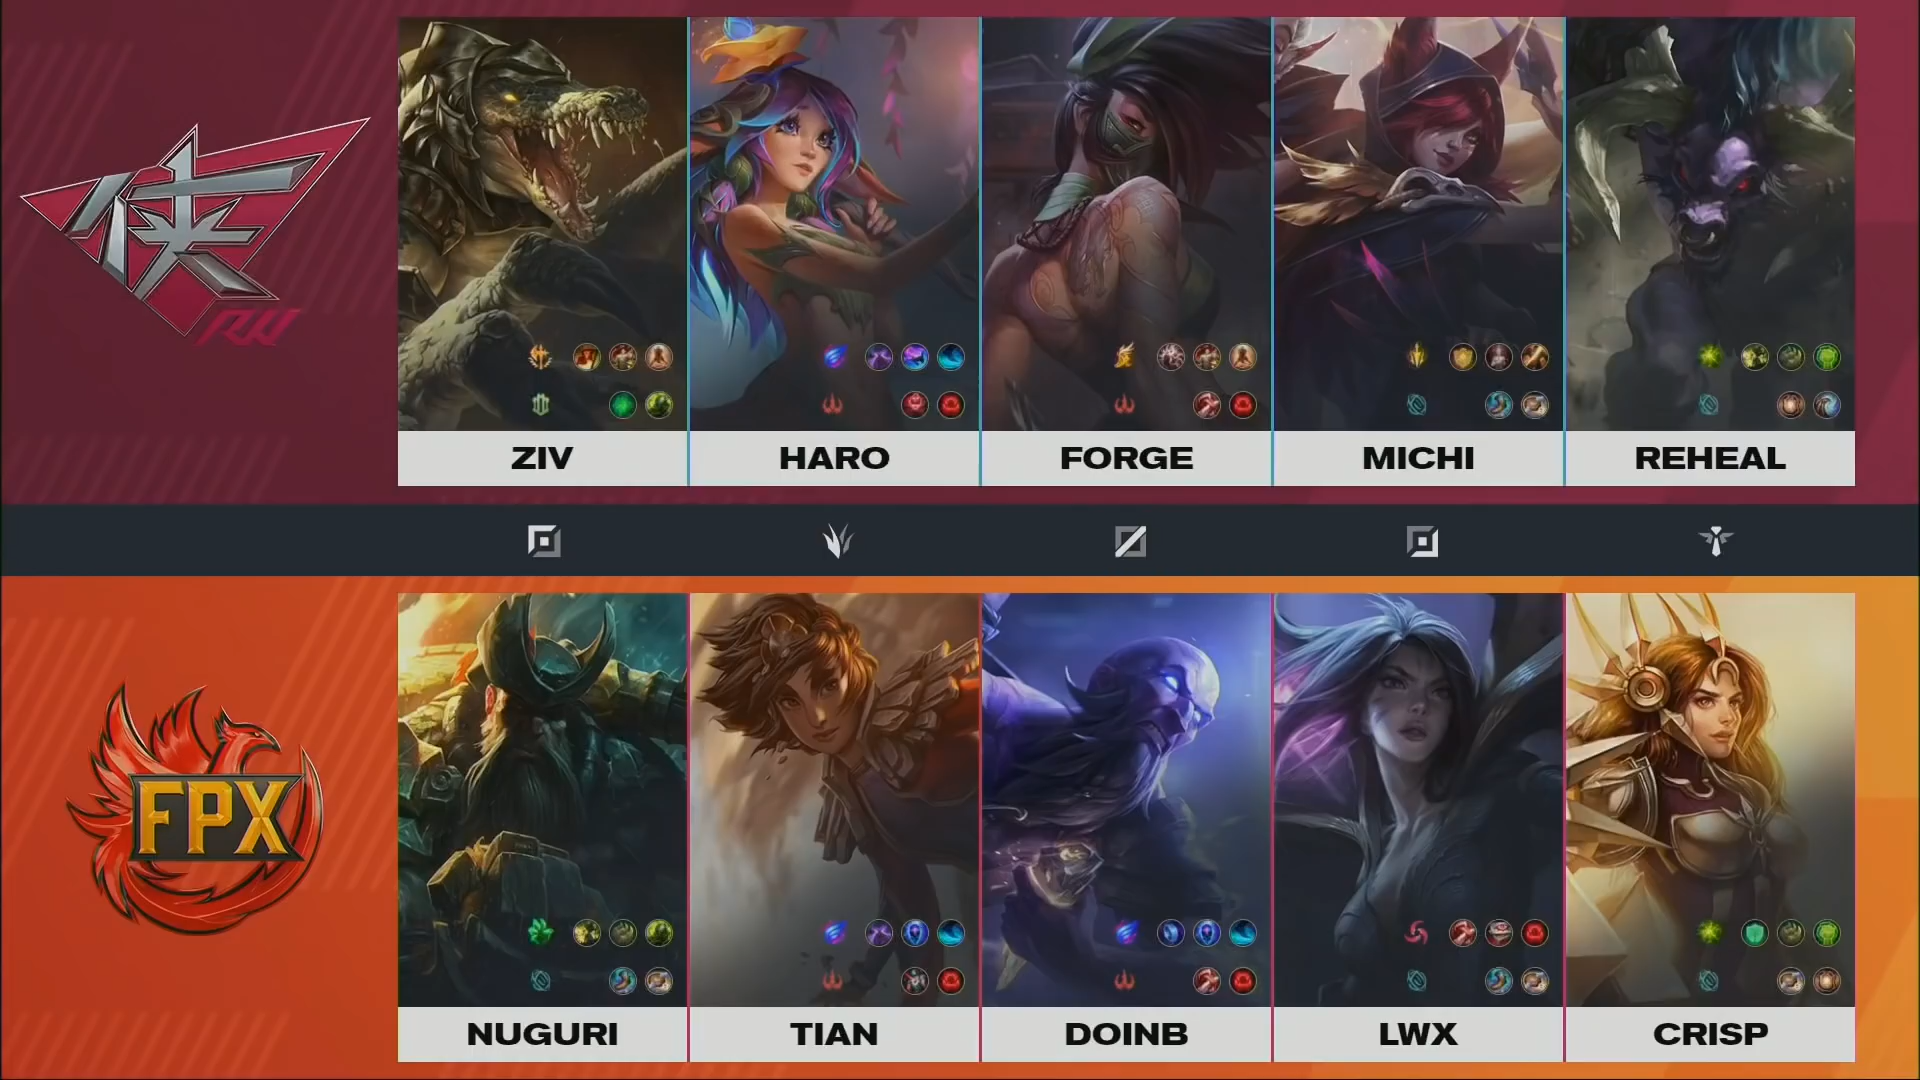 侠
RW
ZIV
HARO
FORGE
MICHI
REHEAL
FPX
NUGURI
TIAN
DOINB
LWX
CRISP